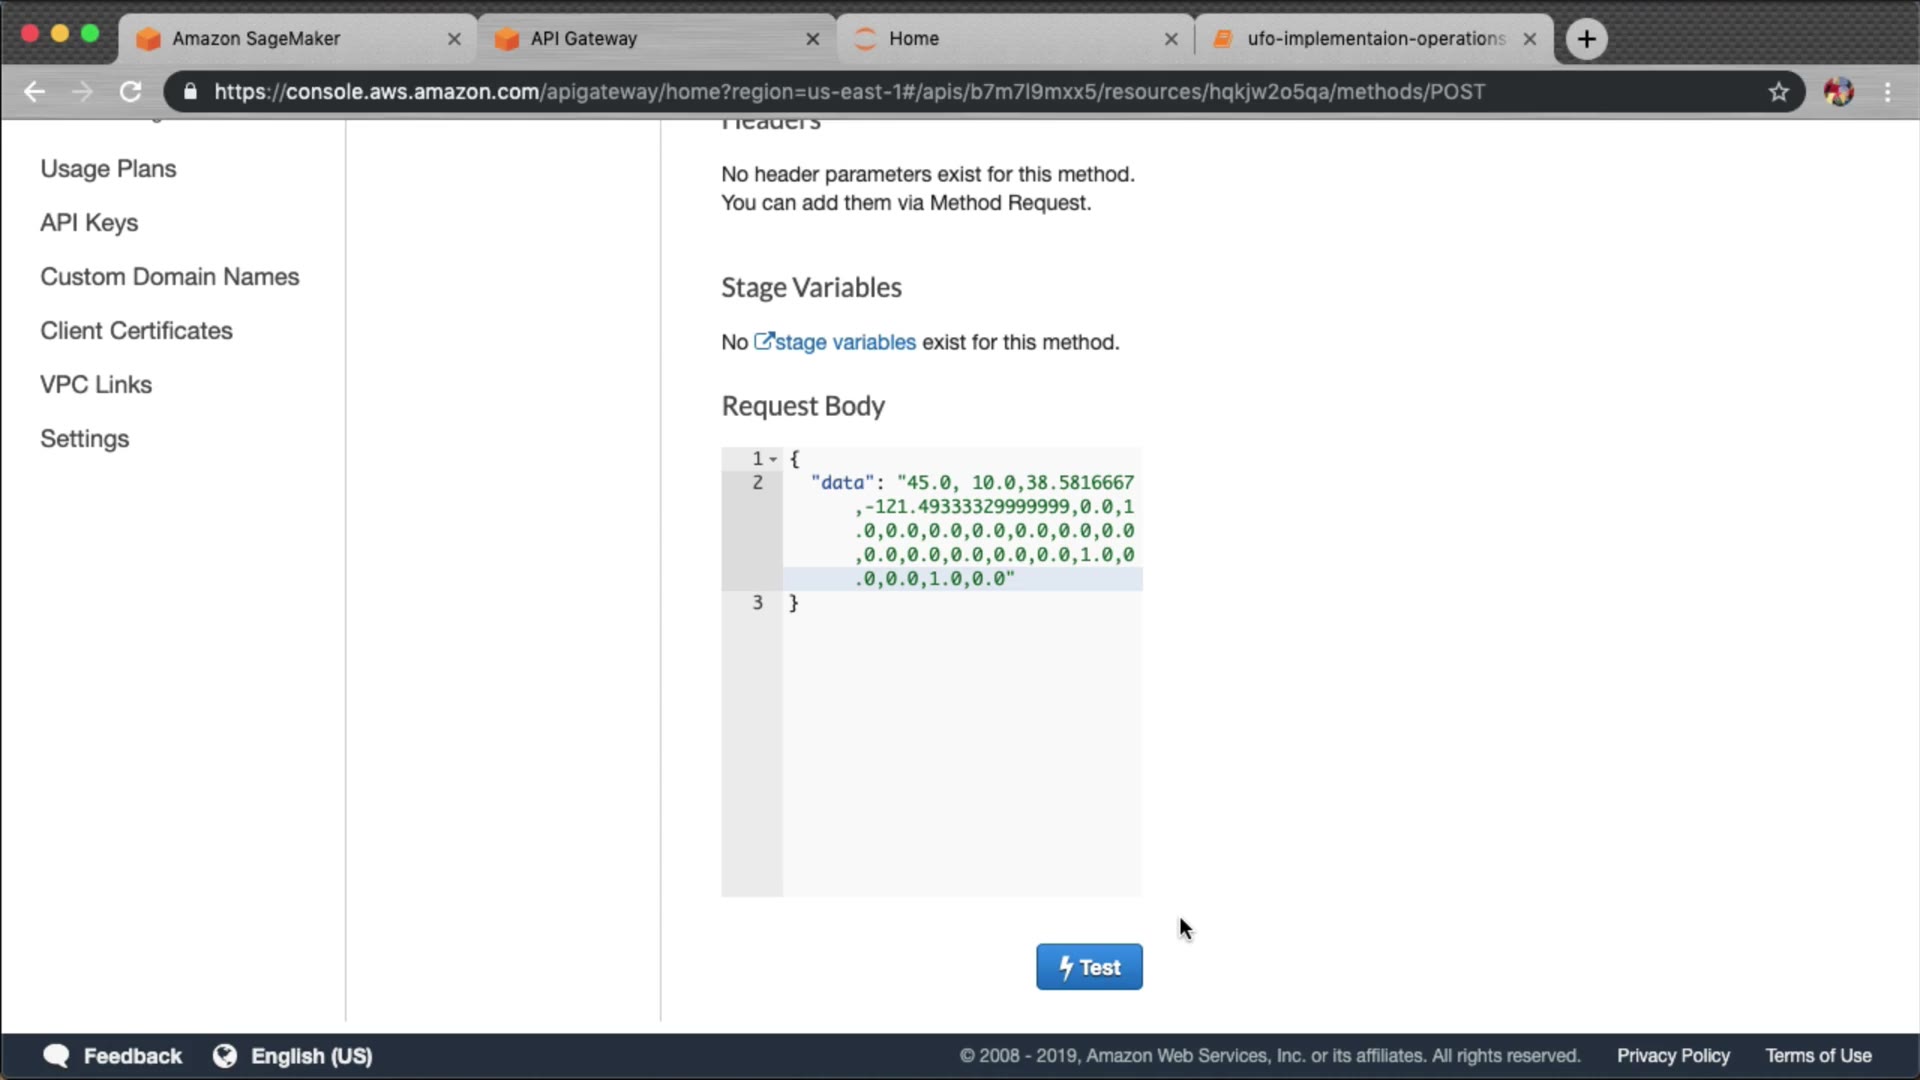 Amazon SageMaker
API Gateway
Home
ufo-implementaion-operations
https://console.aws.amazon.com/apigateway/home?region=us-east-1#/apis/b7m7l9mxx5/resources/hqkjw2o5qa/methods/POST
Usage Plans
API Keys
Custom Domain Names
Client Certificates
VPC Links
Settings
Headers
No header parameters exist for this method.
You can add them via Method Request.
Stage Variables
No stage variables exist for this method.
Request Body
1 {
2 "data": "45.0, 10.0,38.5816667
,-121.49333329999999,0.0,1
.0,0.0,0.0,0.0,0.0,0.0,0.0
,0.0,0.0,0.0,0.0,0.0,1.0,0
.0,0.0,1.0,0.0"
3 }
Test
Feedback
English (US)
© 2008 - 2019, Amazon Web Services, Inc. or its affiliates. All rights reserved.
Privacy Policy
Terms of Use